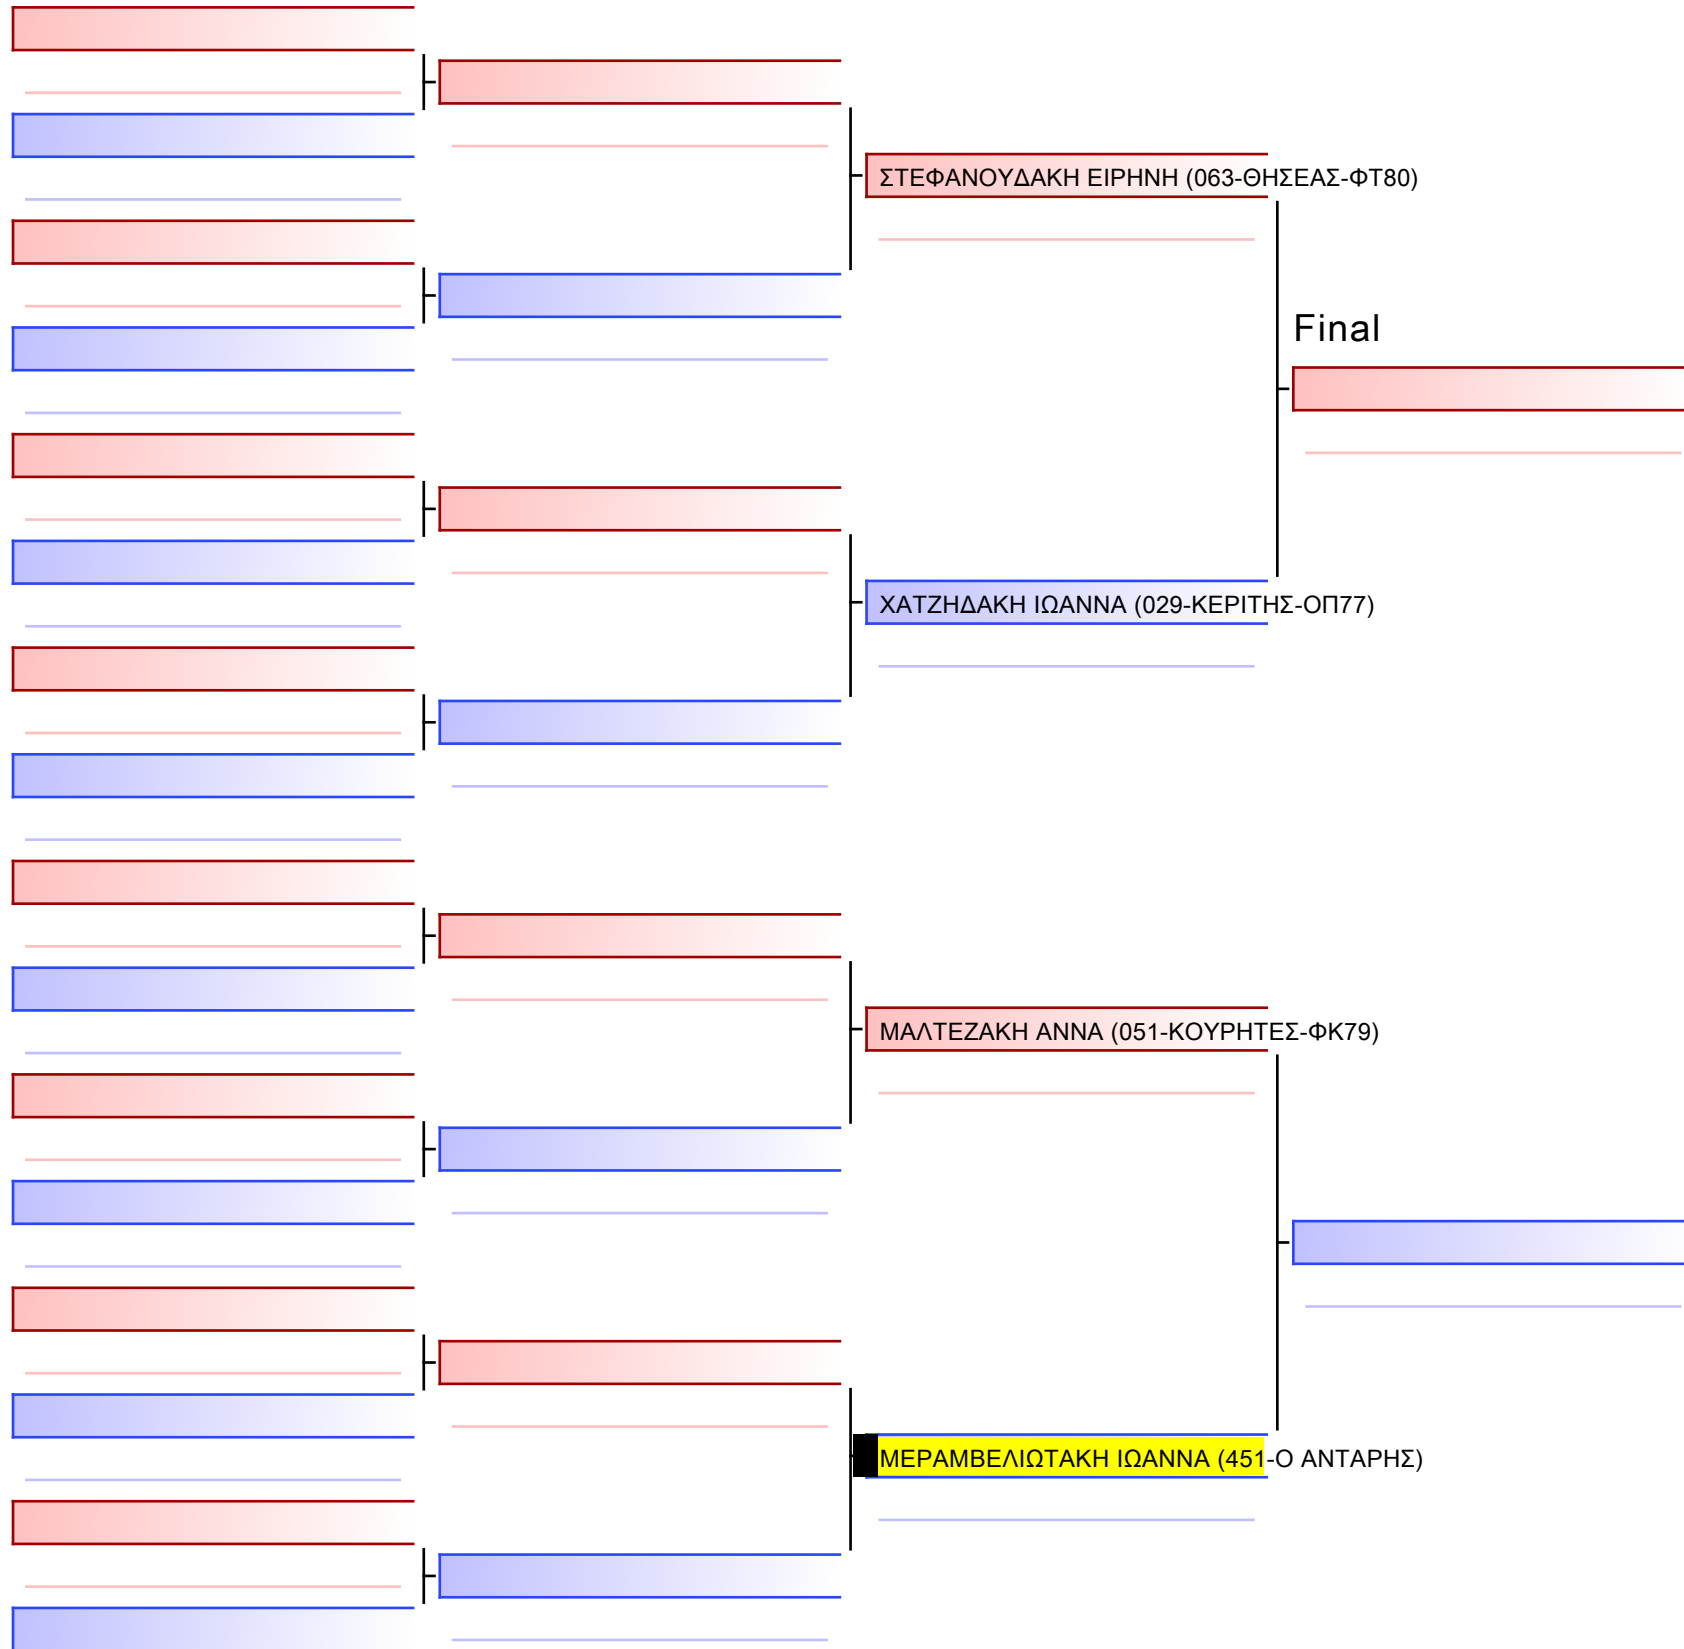 ΣΤΕΦΑΝΟΥΔΑΚΗ ΕΙΡΗΝΗ (063-ΘΗΣΕΑΣ-ΦΤ80)
Final
ΧΑΤΖΗΔΑΚΗ ΙΩΑΝΝΑ (029-ΚΕΡΙΤΗΣ-ΟΠ77)
ΜΑΛΤΕΖΑΚΗ ΑΝΝΑ (051-ΚΟΥΡΗΤΕΣ-ΦΚ79)
ΜΕΡΑΜΒΕΛΙΩΤΑΚΗ ΙΩΑΝΝΑ (451-Ο ΑΝΤΑΡΗΣ)